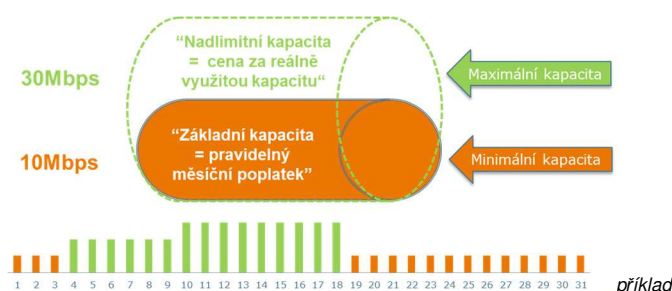 “Nadlimitní kapacita
= cena za reálně
využitou kapacitu“
30Mbps
Maximální kapacita
“Základní kapacita
= pravidelný
měsíční poplatek”
10Mbps
Minimální kapacita
1 2 3 4 5 6 7 8 9 10 11 12 13 14 15 16 17 18 19 20 21 22 23 24 25 26 27 28 29 30 31
příklad